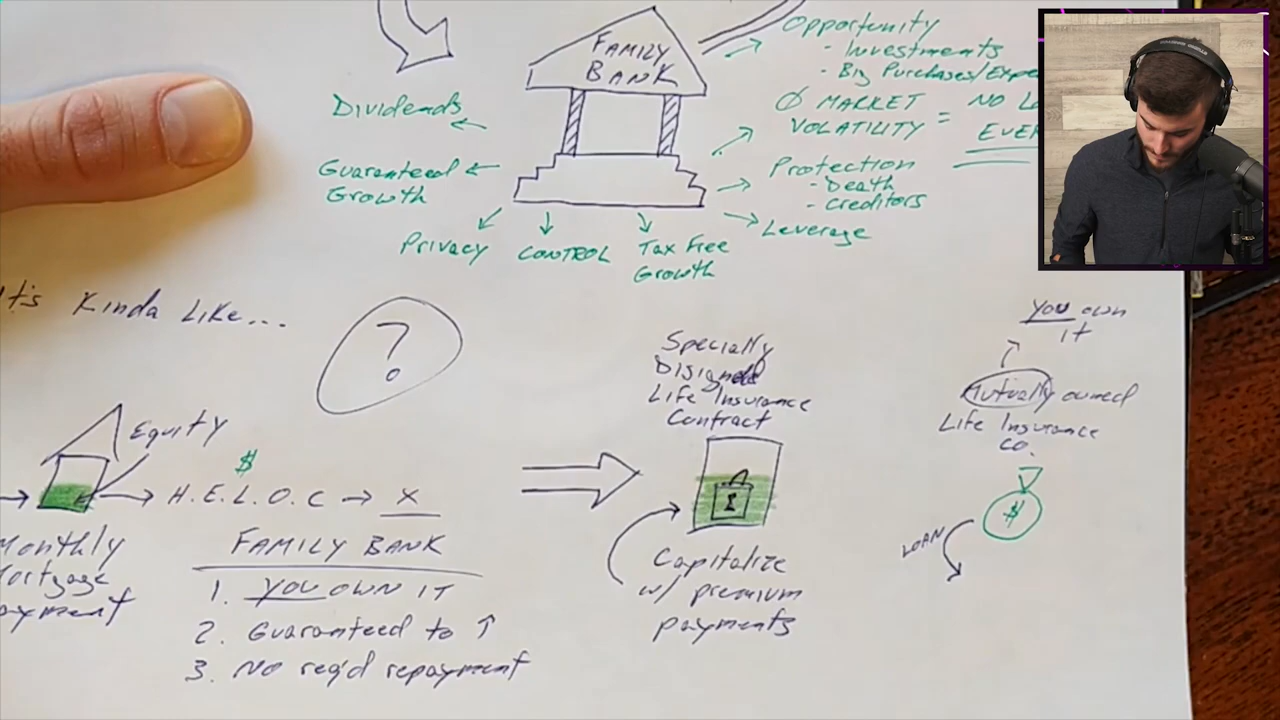 FAMILY
BANK
Opportunity
- Investments
- Big Purchases/Expe
Ø MARKET
VOLATILITY
= NO Lo
EVER
Dividends
Guaranteed
Growth
Protection
- Death
- Creditors
Leverage
Privacy
CONTROL
Tax Free
Growth
It's Kinda Like...
?
Equity
$
H.E.L.O.C → X
Monthly
Mortgage
payment
FAMILY BANK
1. YOU OWN IT
2. Guaranteed to ↑
3. No req'd repayment
Specially
Disigned
Life Insurance
Contract
Capitalize
w/ premium
payments
You own
it
Mutually owned
Life Insurance
Co.
$
LOAN